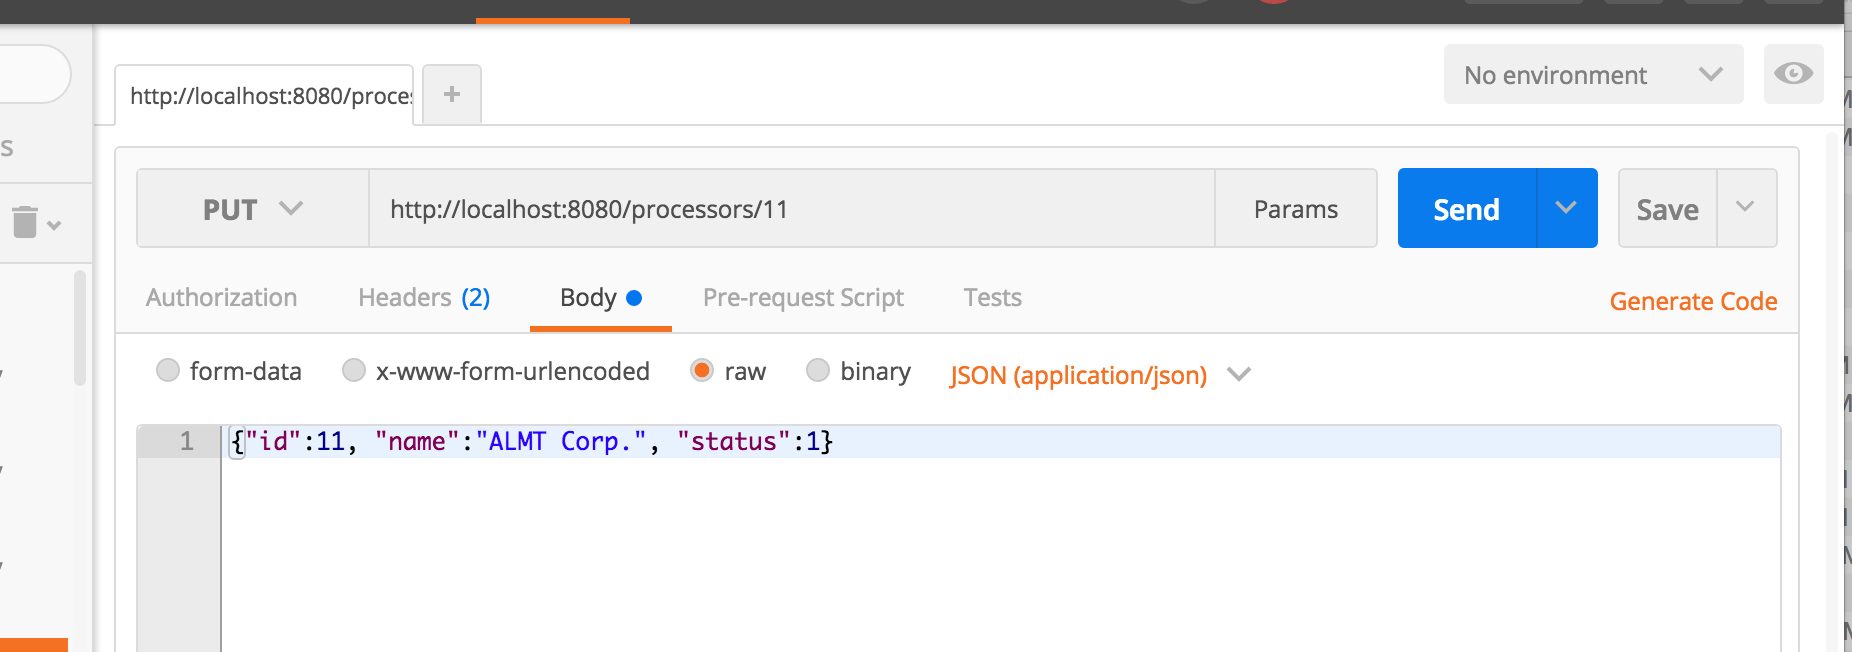 http://localhost:8080/proces
+
No environment
s
PUT
http://localhost:8080/processors/11
Params
Send
Save
Authorization
Headers (2)
Body
Pre-request Script
Tests
Generate Code
form-data
x-www-form-urlencoded
raw
binary
JSON (application/json)
1 {"id":11, "name":"ALMT Corp.", "status":1}